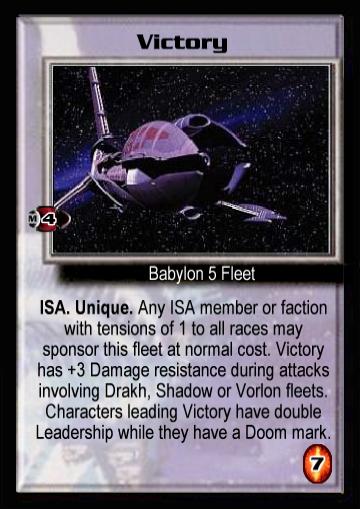 Victory
M 4
Babylon 5 Fleet
ISA. Unique. Any ISA member or faction
with tensions of 1 to all races may
sponsor this fleet at normal cost. Victory
has +3 Damage resistance during attacks
involving Drakh, Shadow or Vorlon fleets.
Characters leading Victory have double
Leadership while they have a Doom mark.
7